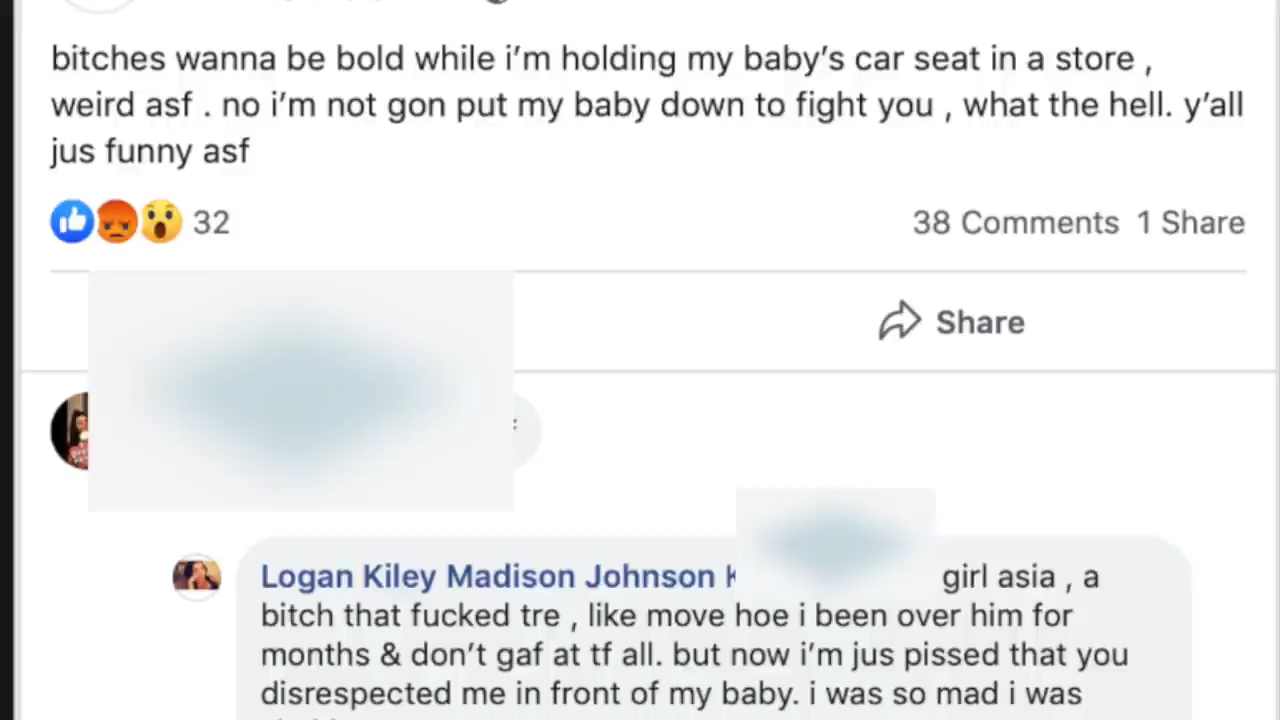 bitches wanna be bold while i’m holding my baby’s car seat in a store ,
weird asf . no i’m not gon put my baby down to fight you , what the hell. y’all
jus funny asf
32
38 Comments 1 Share
Share
Logan Kiley Madison Johnson girl asia , a
bitch that fucked tre , like move hoe i been over him for
months & don’t gaf at tf all. but now i’m jus pissed that you
disrespected me in front of my baby. i was so mad i was